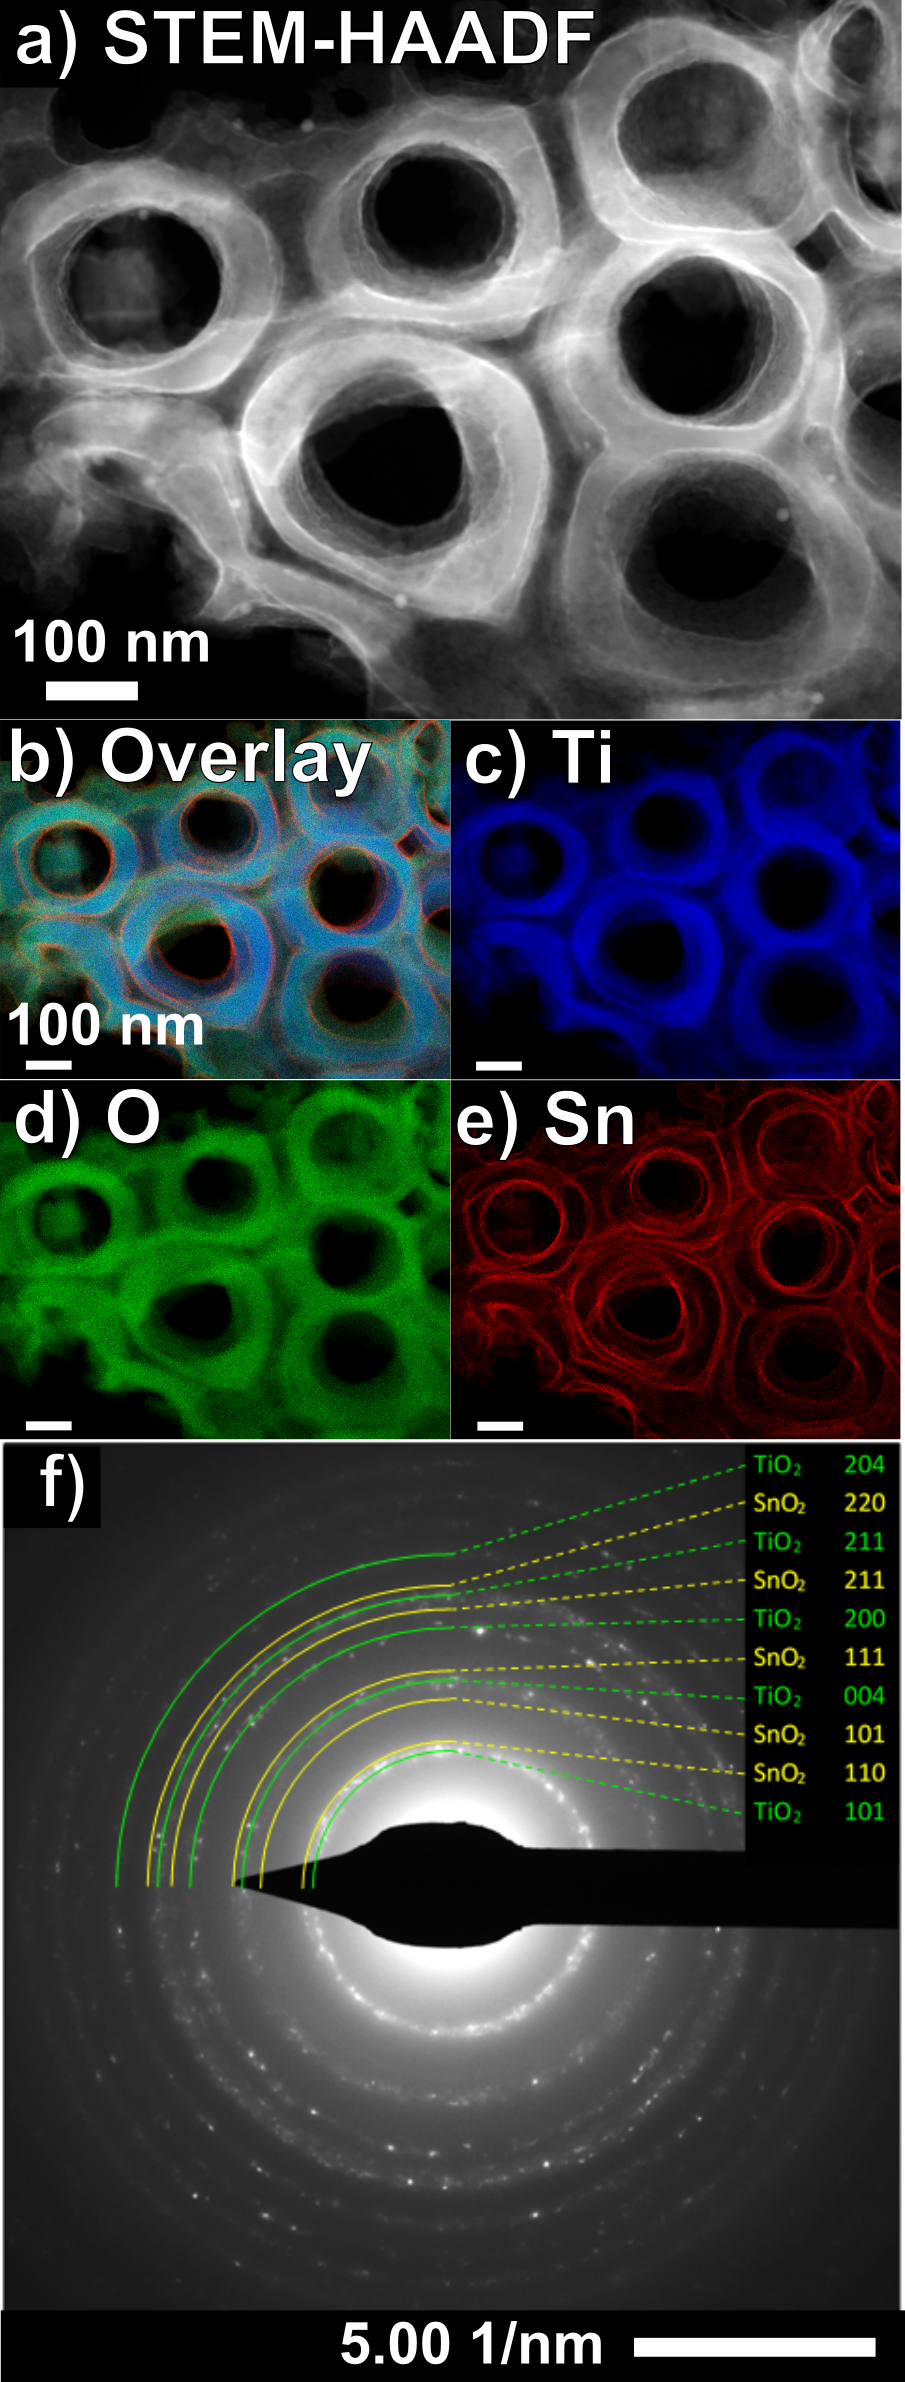 a) STEM-HAADF
100 nm
b) Overlay
100 nm
c) Ti
d) O
e) Sn
f)
TiO₂ 204
SnO₂ 220
TiO₂ 211
SnO₂ 211
TiO₂ 200
SnO₂ 111
TiO₂ 004
SnO₂ 101
SnO₂ 110
TiO₂ 101
5.00 1/nm